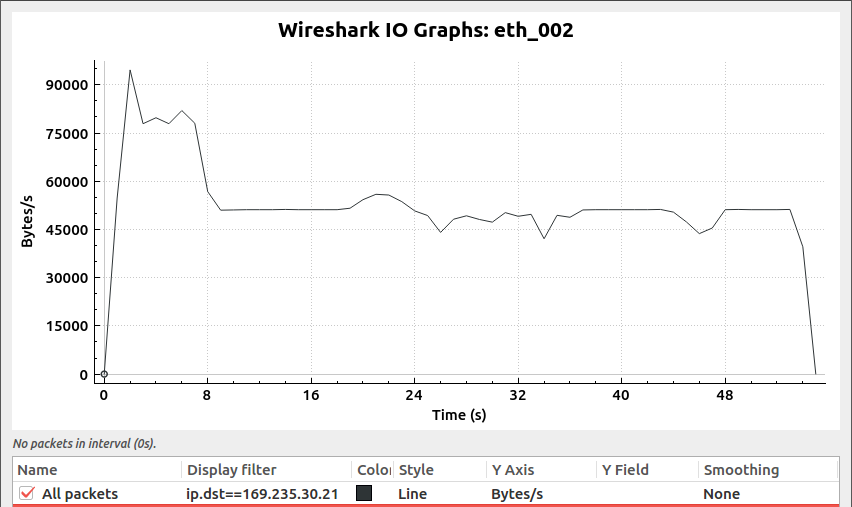 Wireshark IO Graphs: eth_002
90000
75000
60000
45000
30000
15000
0
Bytes/s
0 8 16 24 32 40 48
Time (s)
No packets in interval (0s).
Name Display filter Color Style Y Axis Y Field Smoothing
All packets ip.dst==169.235.30.21 Line Bytes/s None